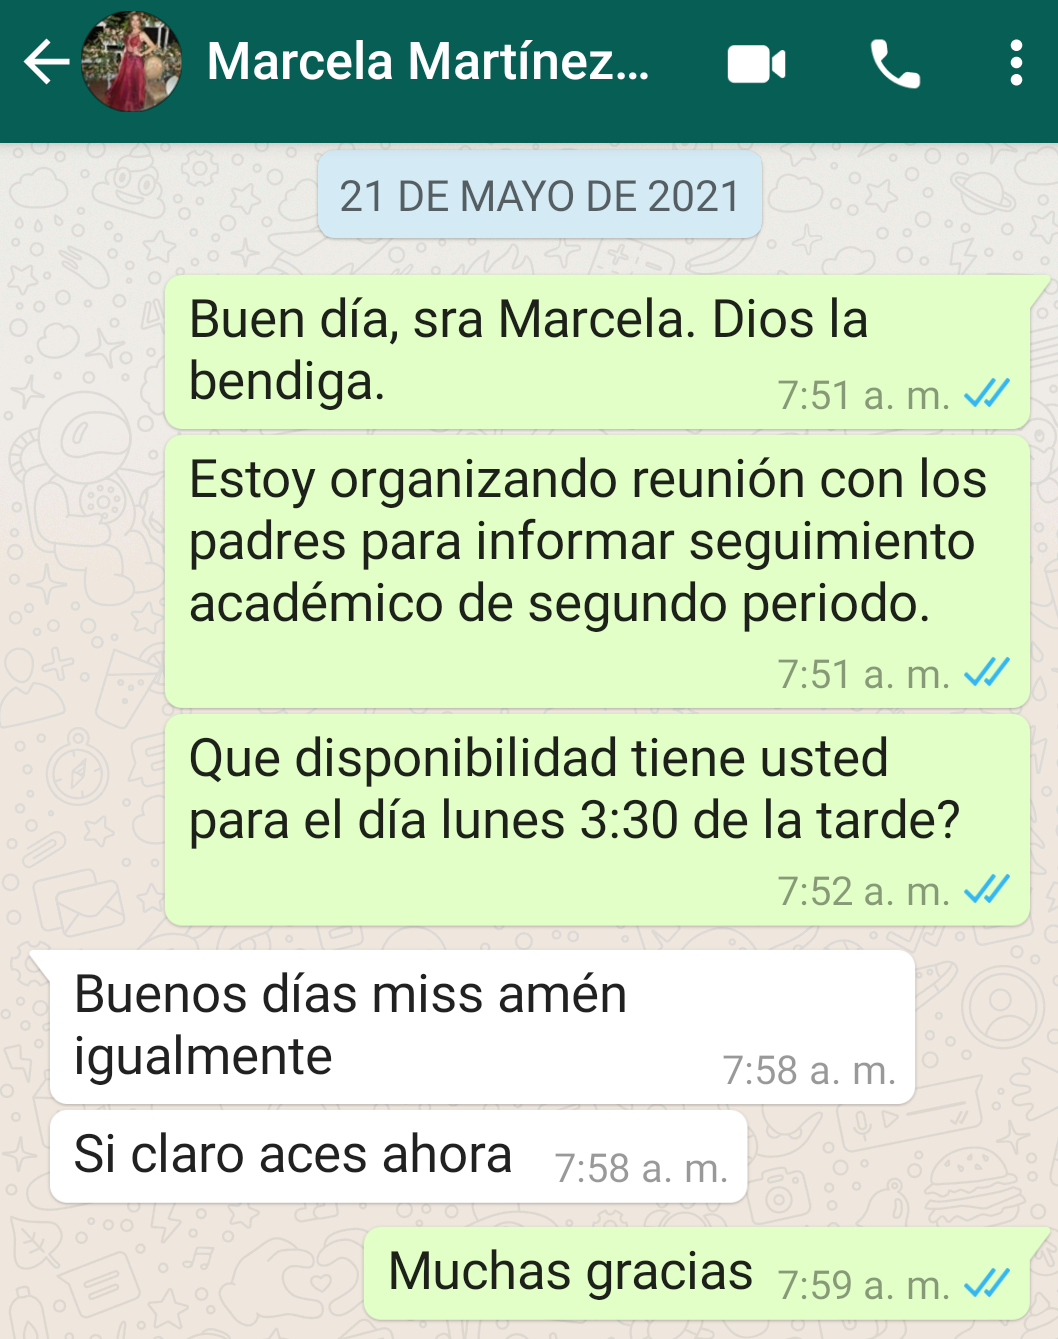 Marcela Martínez...
21 DE MAYO DE 2021
Buen día, sra Marcela. Dios la
bendiga.
7:51 a. m.
Estoy organizando reunión con los
padres para informar seguimiento
académico de segundo periodo.
7:51 a. m.
Que disponibilidad tiene usted
para el día lunes 3:30 de la tarde?
7:52 a. m.
Buenos días miss amén
igualmente
7:58 a. m.
Si claro aces ahora 7:58 a. m.
Muchas gracias 7:59 a. m.